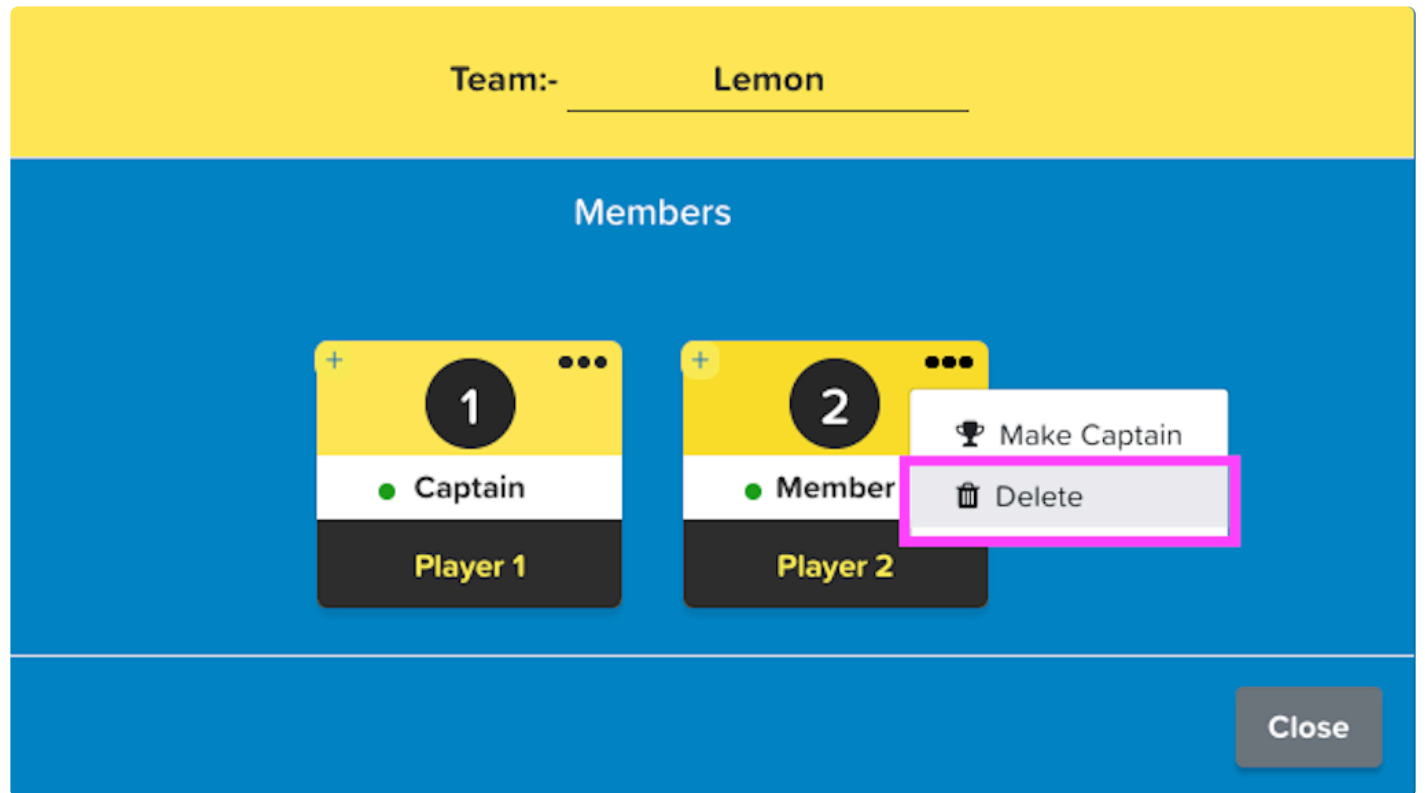 Team:- Lemon
Members
+ 1 •••
+ 2 •••
Make Captain
Captain
Member
Delete
Player 1
Player 2
Close